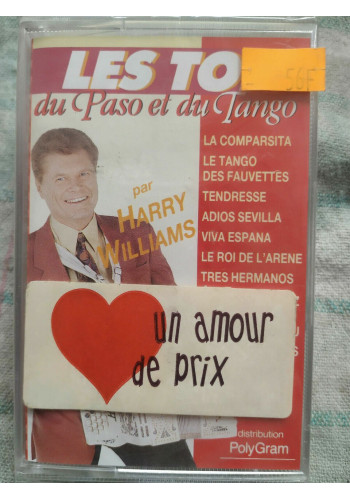 LES TO
56F
du Paso et du Tango
par
HARRY
WILLIAMS
LA COMPARSITA
LE TANGO
DES FAUVETTES
TENDRESSE
ADIOS SEVILLA
VIVA ESPANA
LE ROI DE L'ARENE
TRES HERMANOS
un amour
de prix
distribution
PolyGram